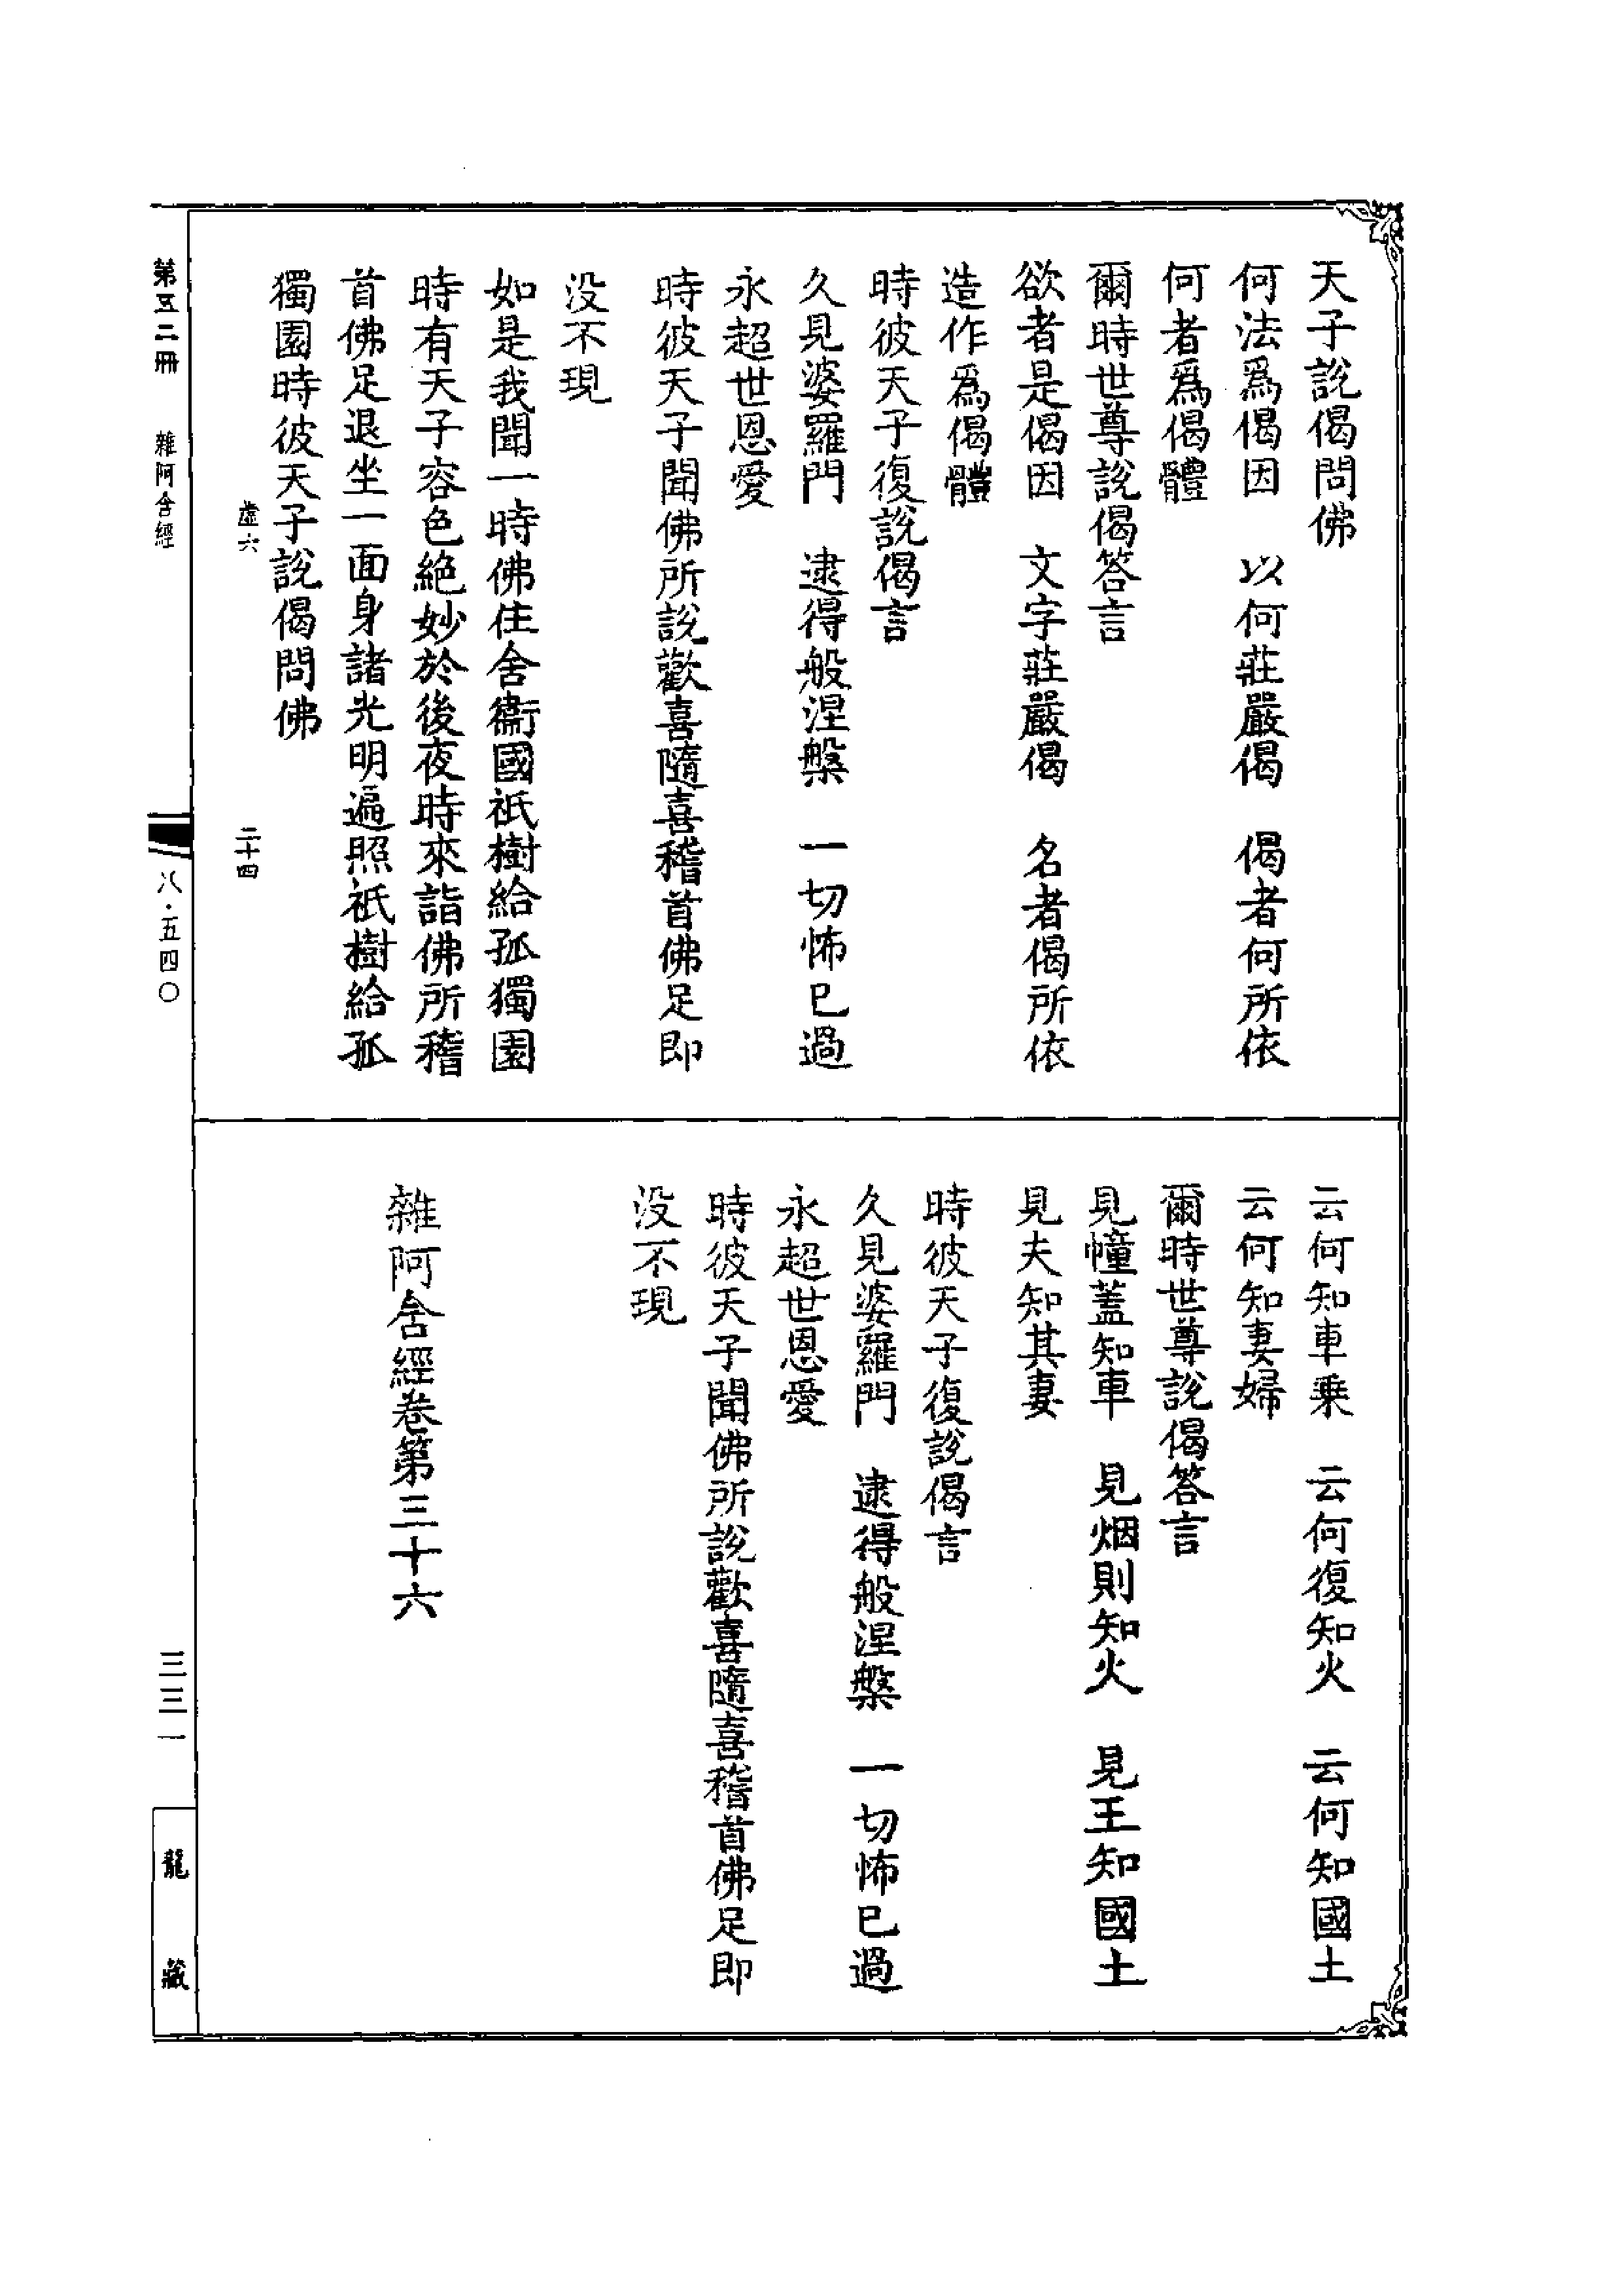 天子說偈問佛
何法爲偈因　以何莊嚴偈　偈者何所依
何者爲偈體
爾時世尊說偈答言
欲者是偈因　文字莊嚴偈　名者偈所依
造作爲偈體
時彼天子復說偈言
久見婆羅門　逮得般涅槃　一切怖已過
永超世恩愛
時彼天子聞佛所說歡喜隨喜稽首佛足即
没不現
如是我聞一時佛住舍衞國祇樹給孤獨園
時有天子容色絕妙於後夜時來詣佛所稽
首佛足退坐一面身諸光明遍照祇樹給孤
獨園時彼天子說偈問佛
虛六　二十四
云何知車乗　云何復知火　云何知國土
云何知妻婦
爾時世尊說偈答言
見幢蓋知車　見烟則知火　見王知國土
見夫知其妻
時彼天子復說偈言
久見婆羅門　逮得般涅槃　一切怖已過
永超世恩愛
時彼天子聞佛所說歡喜隨喜稽首佛足即
没不現
雜阿含經卷第三十六
第五二冊　雜阿含經　八·五四〇　三三一　龍藏